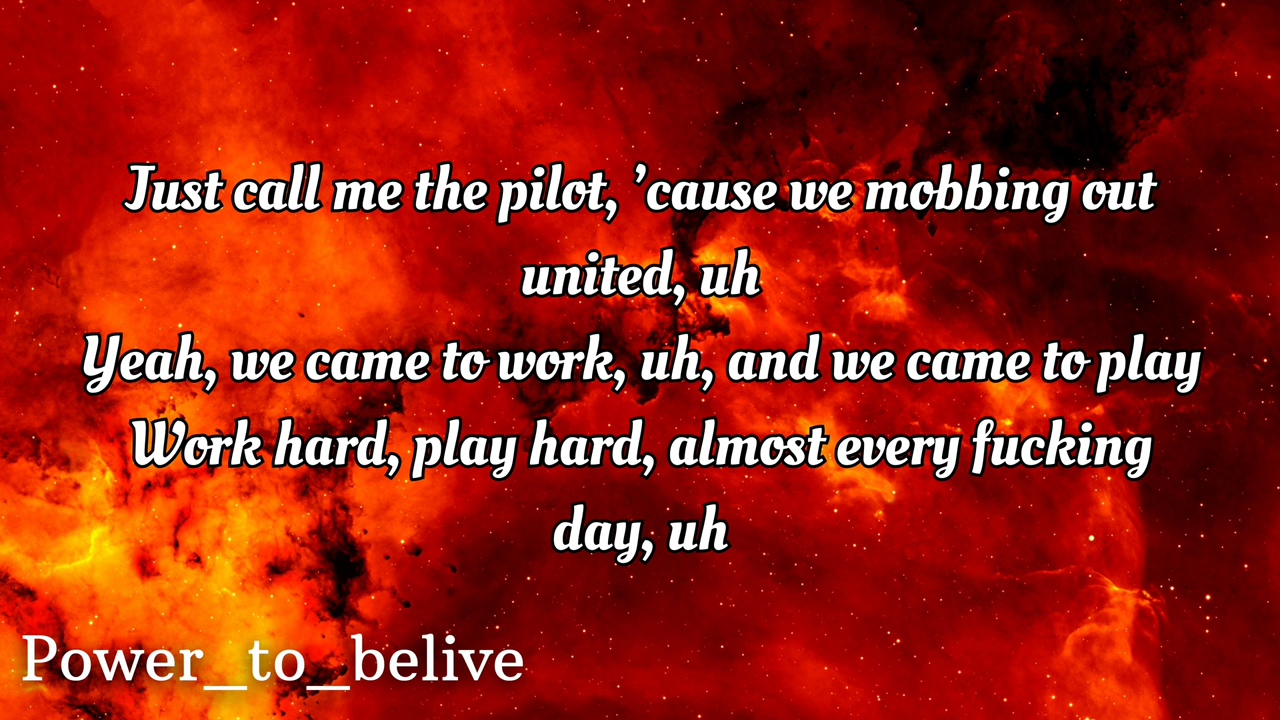 Just call me the pilot, ’cause we mobbing out
united, uh
Yeah, we came to work, uh, and we came to play
Work hard, play hard, almost every fucking
day, uh
Power_to_belive